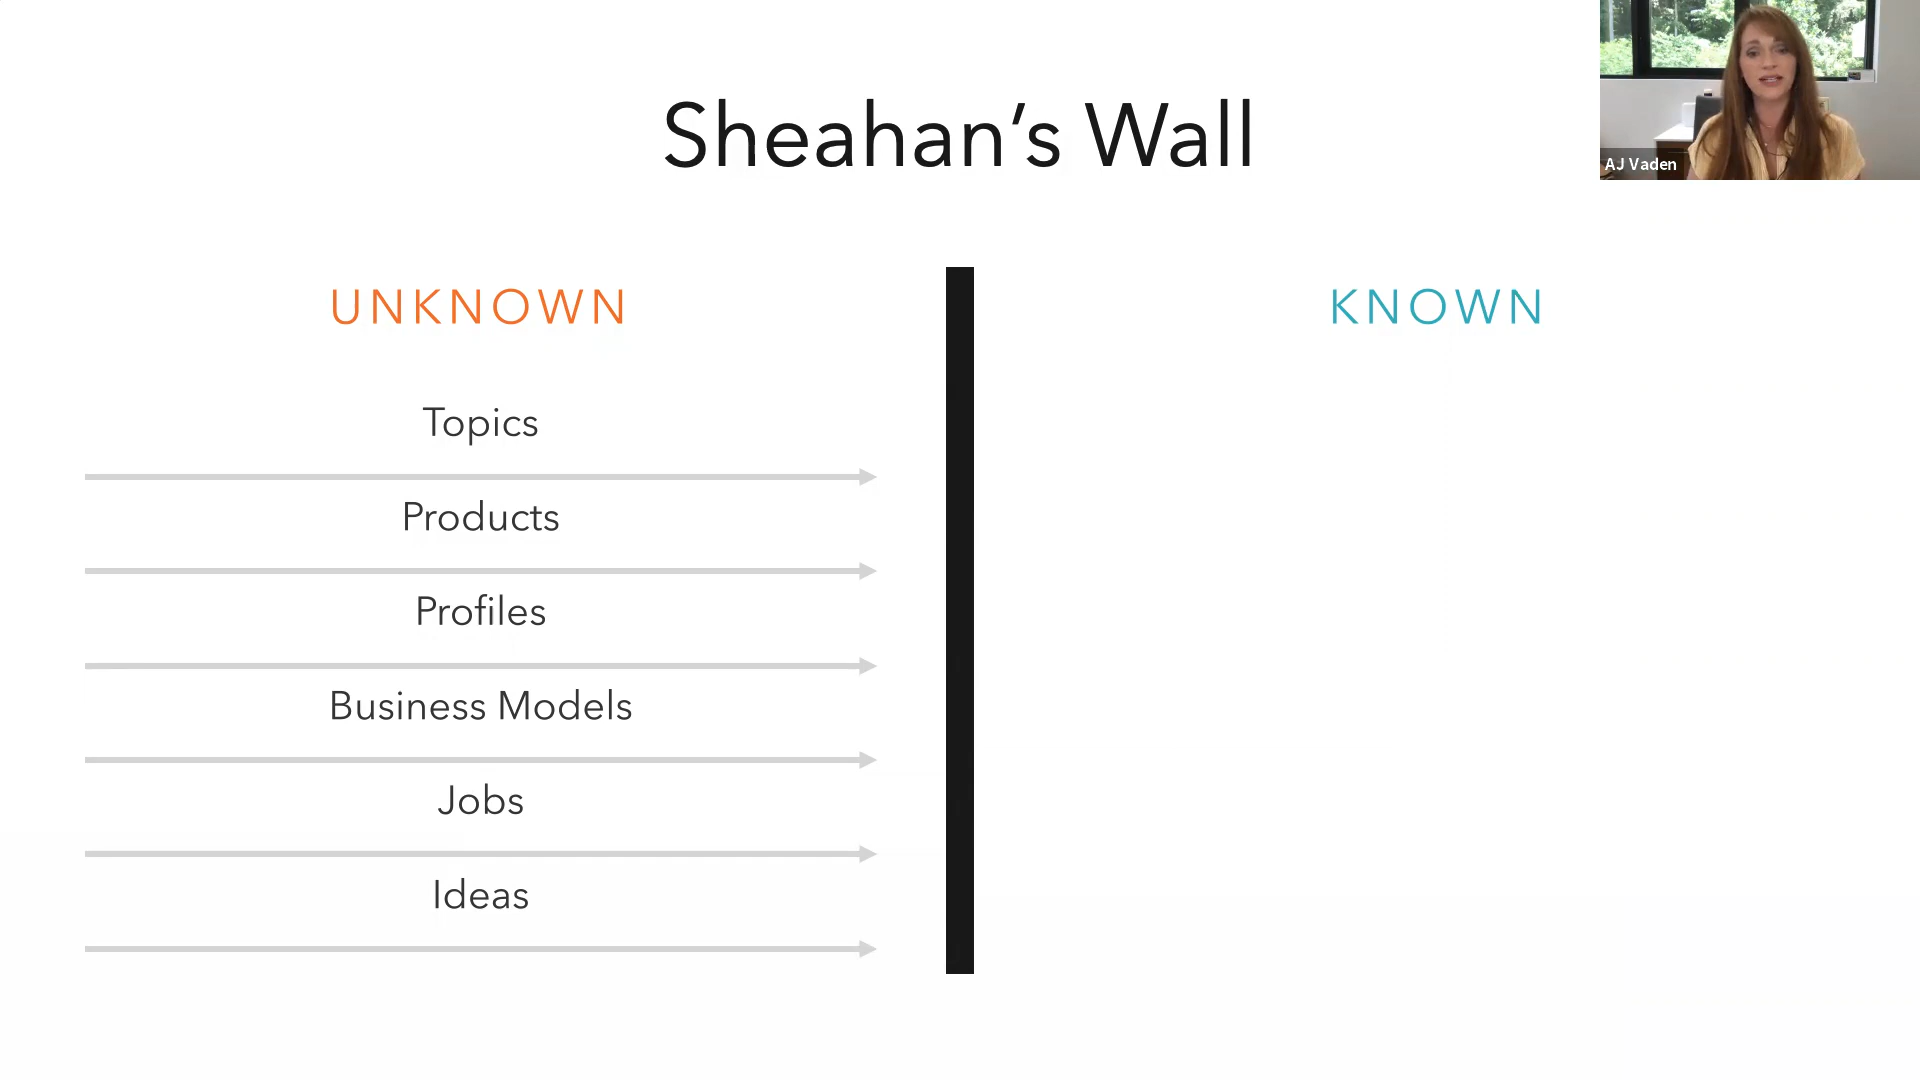 Sheahan’s Wall
AJ Vaden
UNKNOWN
KNOWN
Topics
Products
Profiles
Business Models
Jobs
Ideas